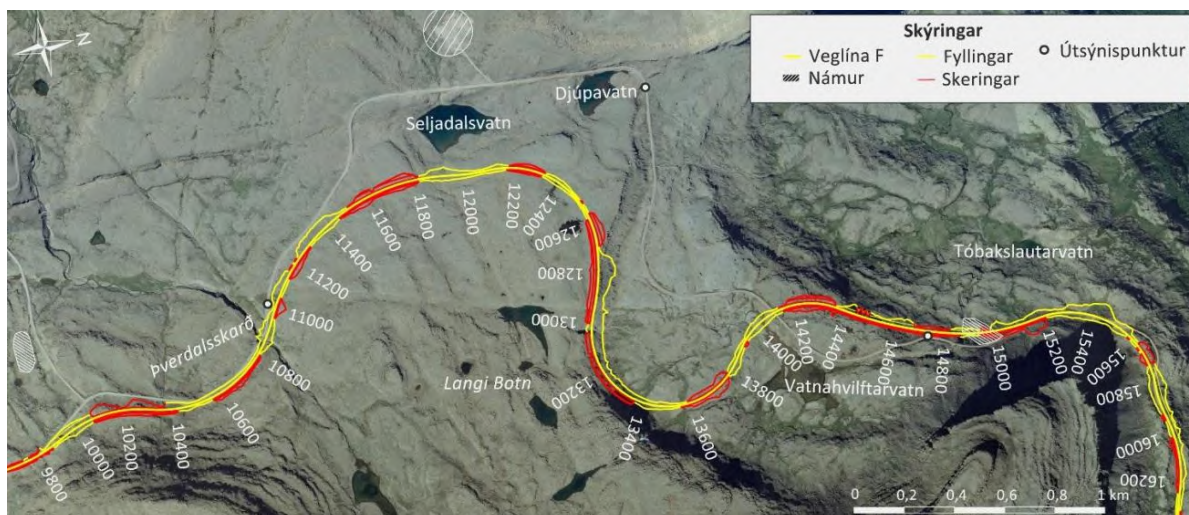 N
Skýringar
Veglína F
Fyllingar
Útsýnispunktur
Námur
Skeringar
Djúpavatn
Seljadalsvatn
Tóbakslautarvatn
Þverdalsskarð
Langi Botn
Vatnahvilftarvatn
9800
10000
10200
10400
10600
10800
11000
11200
11400
11600
11800
12000
12200
12400
12600
12800
13000
13200
13400
13600
13800
14000
14200
14400
14600
14800
15000
15200
15400
15600
15800
16000
16200
0 0,2 0,4 0,6 0,8 1 km